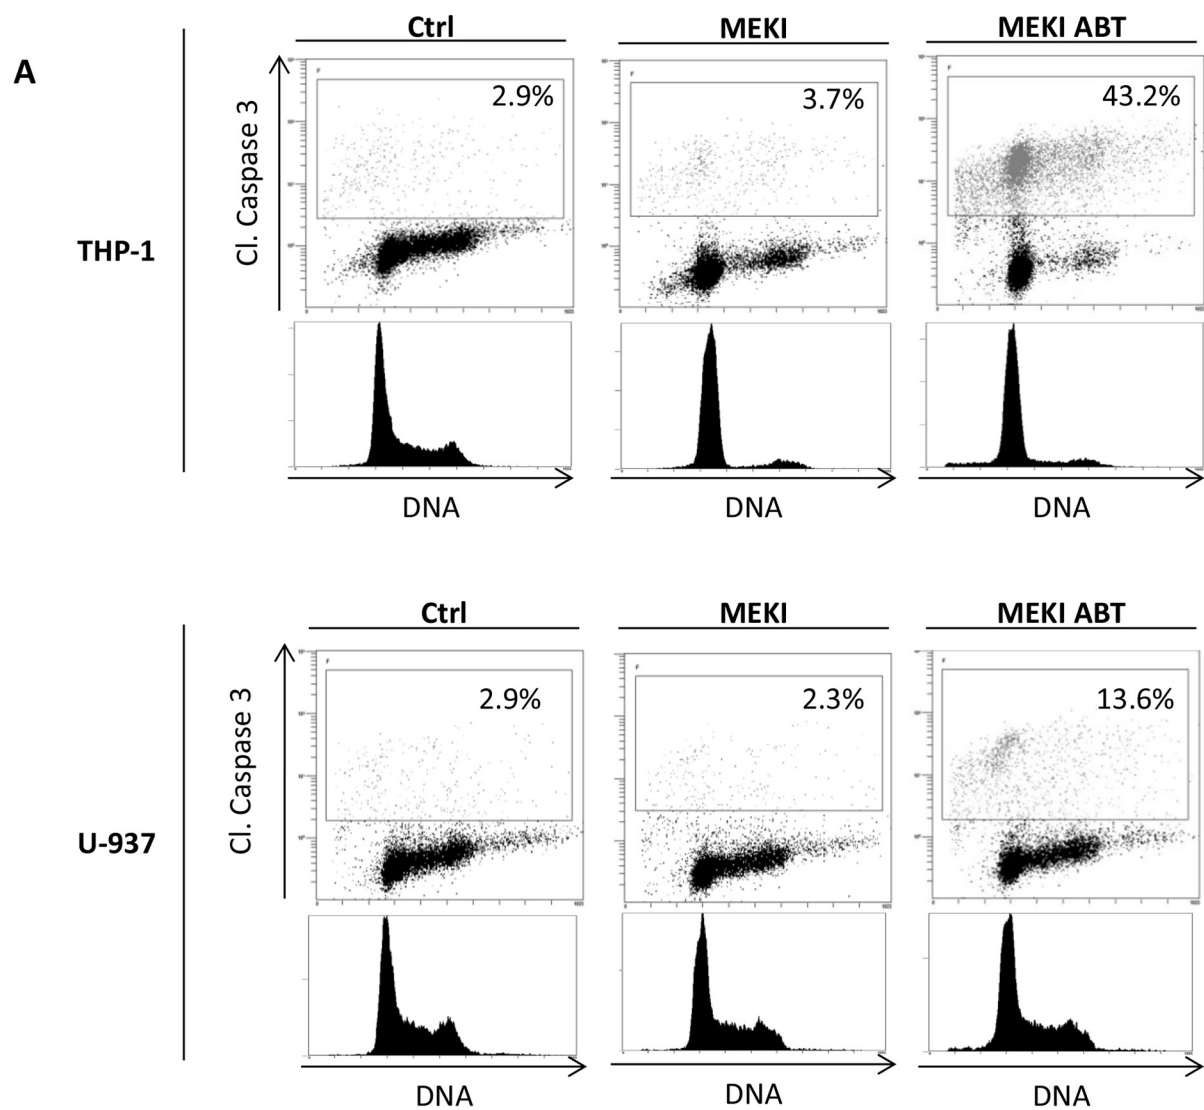 A
Ctrl MEKI MEKI ABT
THP-1
Cl. Caspase 3
F 2.9% F 3.7% F 43.2%
DNA DNA DNA
Ctrl MEKI MEKI ABT
U-937
Cl. Caspase 3
F 2.9% F 2.3% F 13.6%
DNA DNA DNA